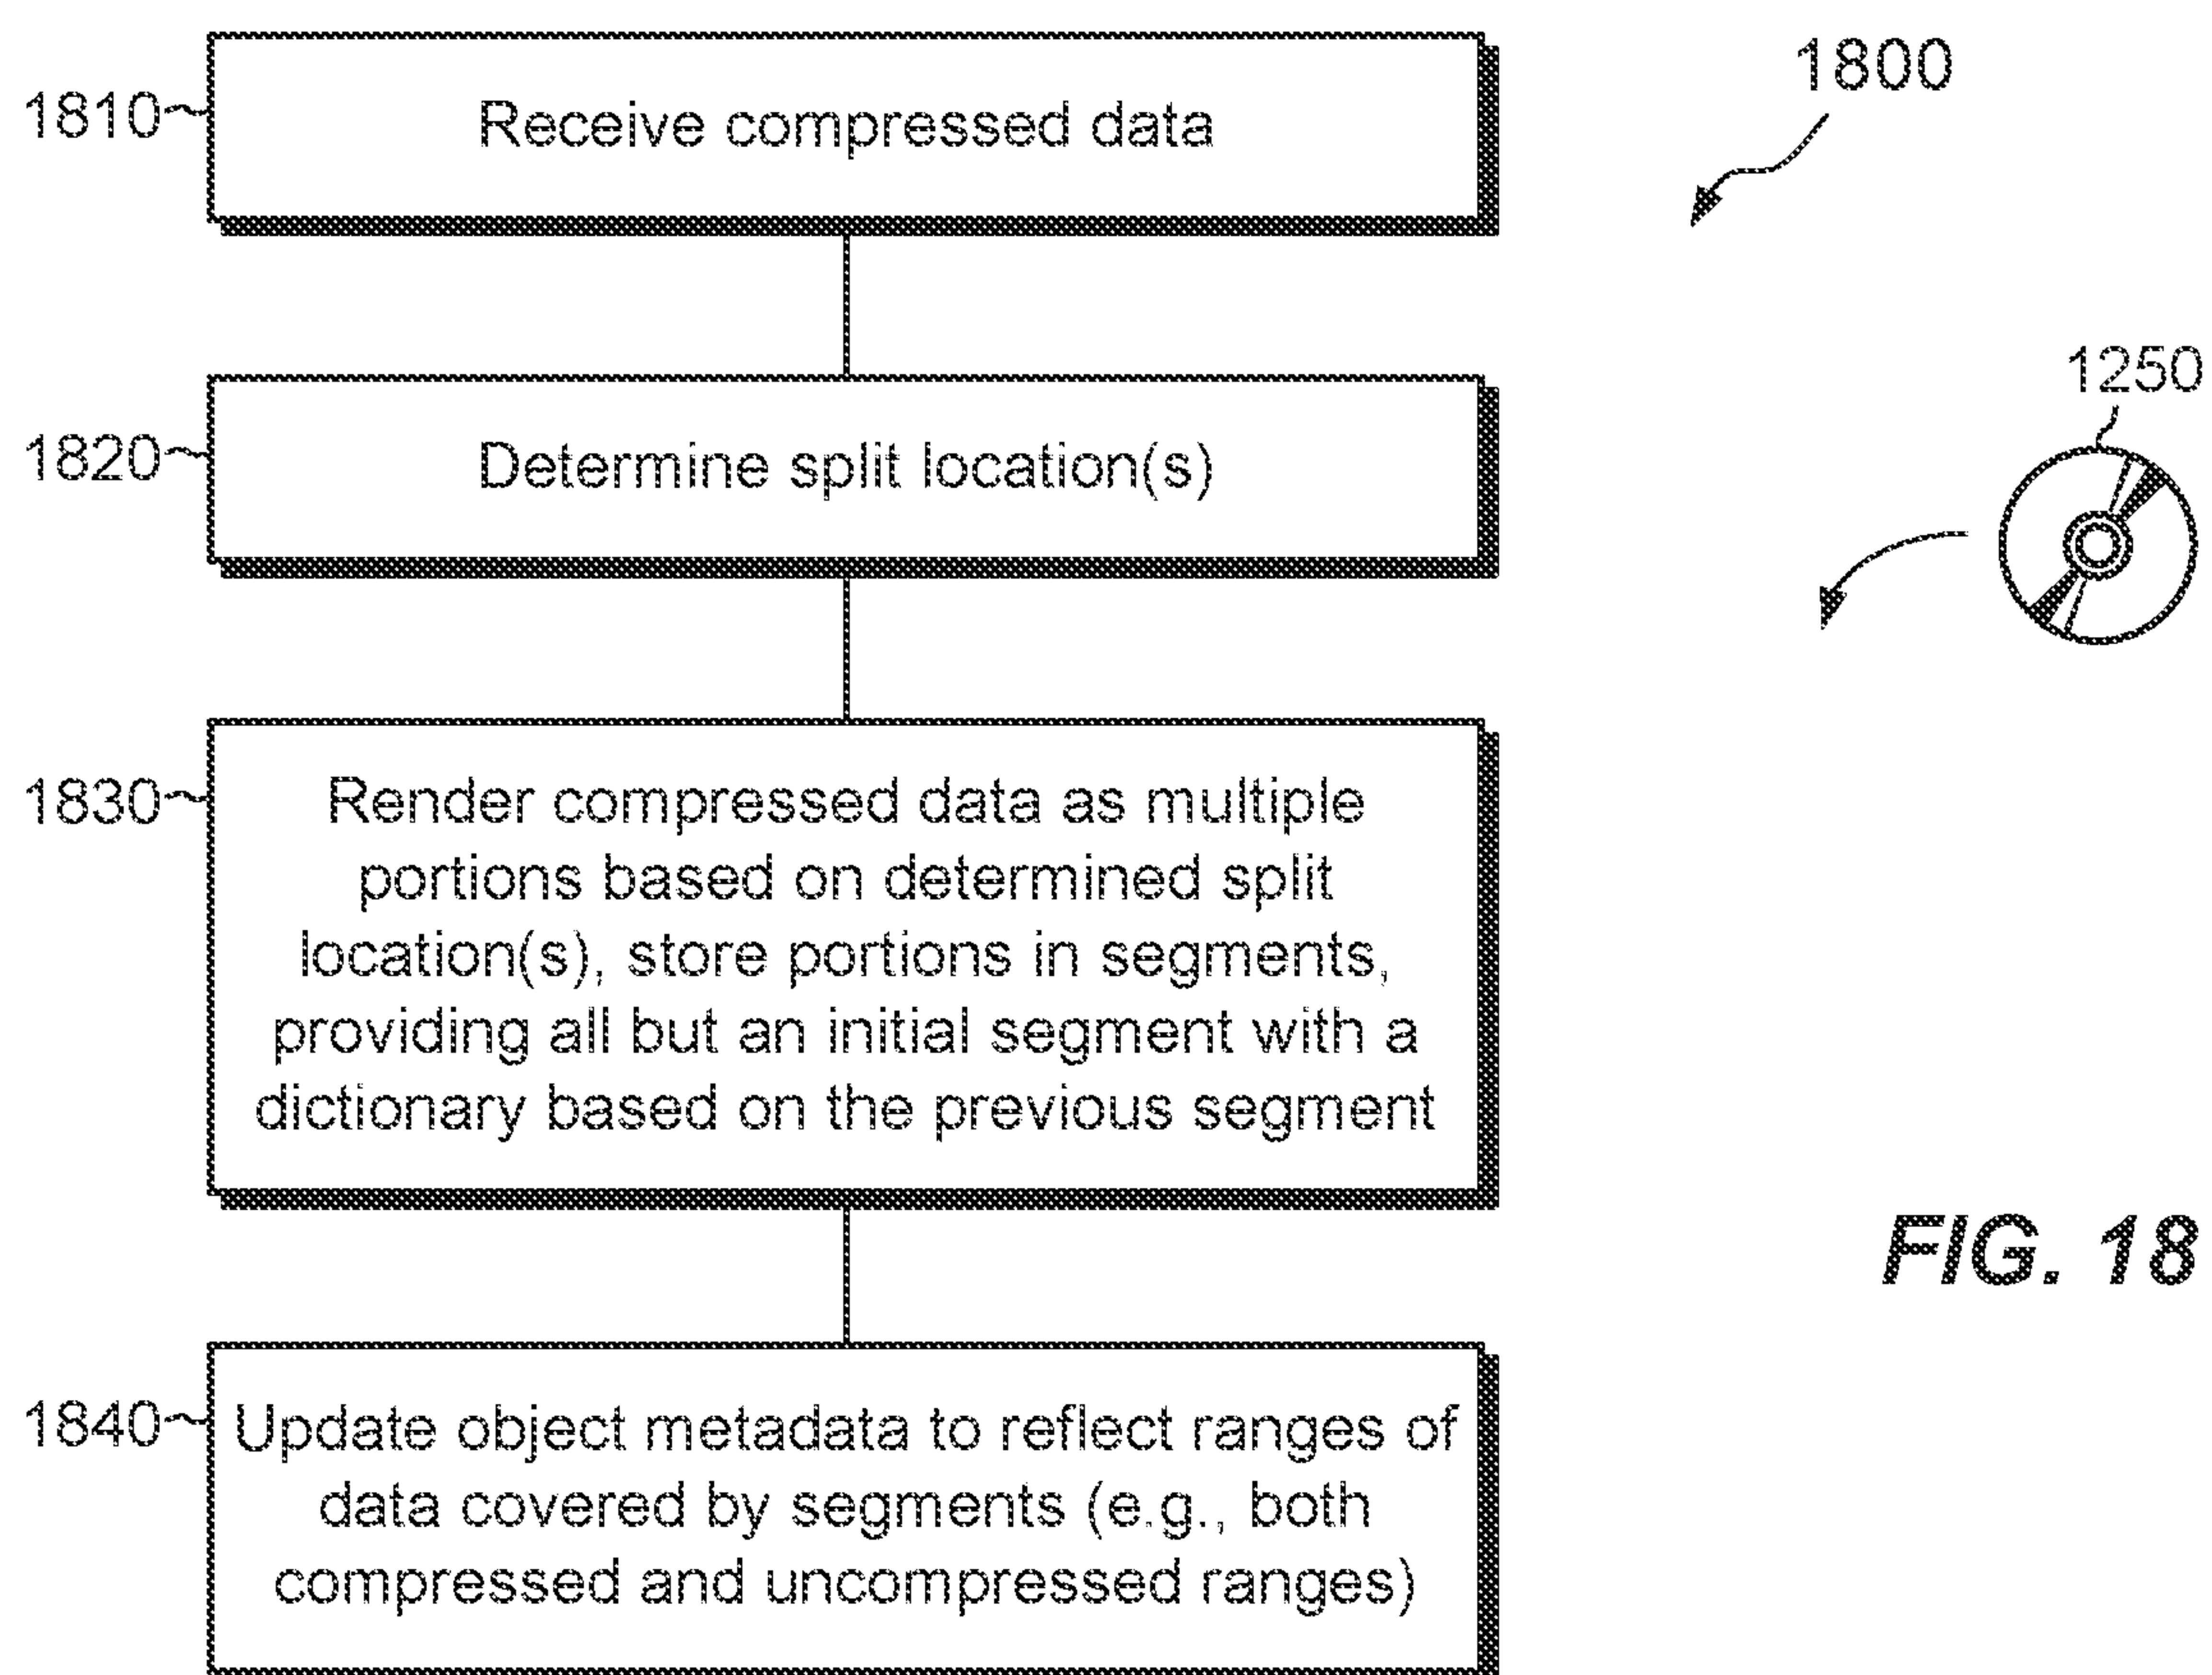 1800
1810
Receive compressed data
1250
1820
Determine split location(s)
1830
Render compressed data as multiple
portions based on determined split
location(s), store portions in segments,
providing all but an initial segment with a
dictionary based on the previous segment
FIG. 18
1840
Update object metadata to reflect ranges of
data covered by segments (e.g., both
compressed and uncompressed ranges)